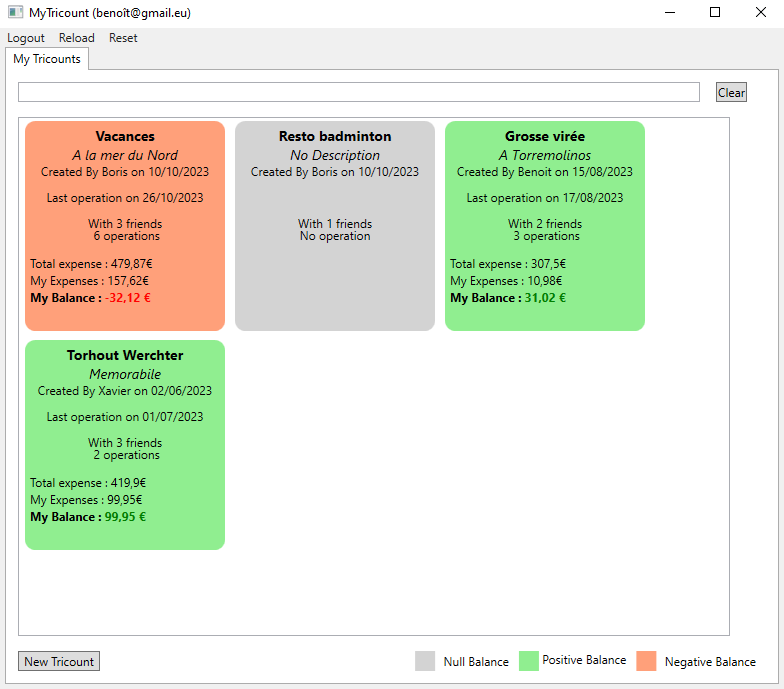 MyTricount (benoît@gmail.eu)
Logout Reload Reset
My Tricounts
Clear
Vacances
A la mer du Nord
Created By Boris on 10/10/2023
Last operation on 26/10/2023
With 3 friends
6 operations
Total expense : 479,87€
My Expenses : 157,62€
My Balance : -32,12 €
Resto badminton
No Description
Created By Boris on 10/10/2023
With 1 friends
No operation
Grosse virée
A Torremolinos
Created By Benoit on 15/08/2023
Last operation on 17/08/2023
With 2 friends
3 operations
Total expense : 307,5€
My Expenses : 10,98€
My Balance : 31,02 €
Torhout Werchter
Memorabile
Created By Xavier on 02/06/2023
Last operation on 01/07/2023
With 3 friends
2 operations
Total expense : 419,9€
My Expenses : 99,95€
My Balance : 99,95 €
New Tricount
Null Balance
Positive Balance
Negative Balance